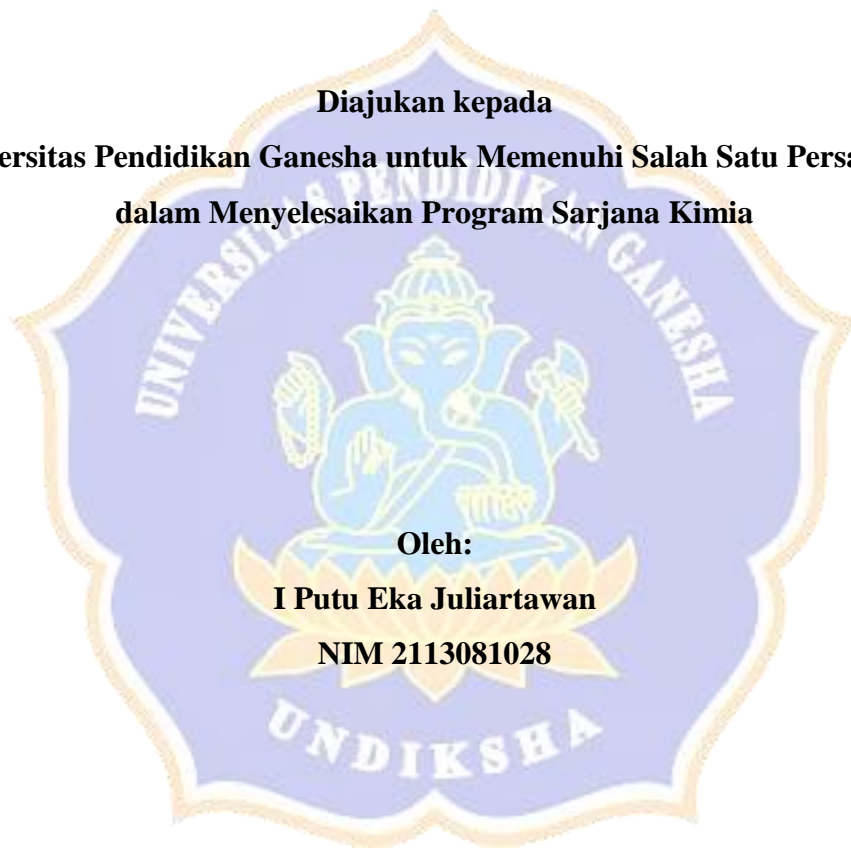 Diajukan kepada
ersitas Pendidikan Ganesha untuk Memenuhi Salah Satu Persa
dalam Menyelesaikan Program Sarjana Kimia
UNIVERSITAS PENDIDIKAN GANESHA
Oleh:
I Putu Eka Juliartawan
NIM 2113081028
UNDIKSHA